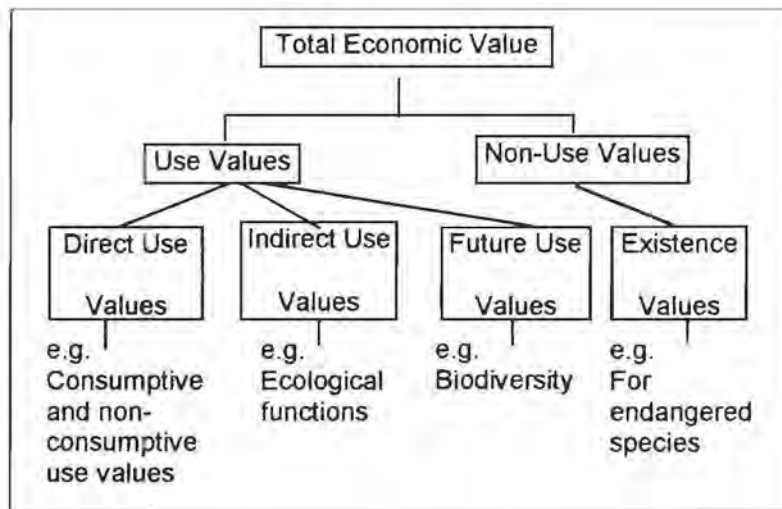 Total Economic Value
Use Values
Non-Use Values
Direct Use
Values
Indirect Use
Values
Future Use
Values
Existence
Values
e.g.
Consumptive
and non-
consumptive
use values
e.g.
Ecological
functions
e.g.
Biodiversity
e.g.
For
endangered
species